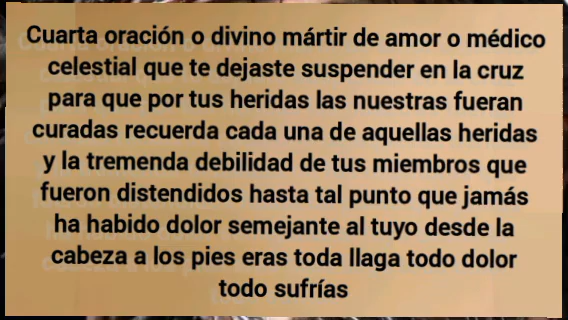 Cuarta oración o divino mártir de amor o médico
celestial que te dejaste suspender en la cruz
para que por tus heridas las nuestras fueran
curadas recuerda cada una de aquellas heridas
y la tremenda debilidad de tus miembros que
fueron distendidos hasta tal punto que jamás
ha habido dolor semejante al tuyo desde la
cabeza a los pies eras toda llaga todo dolor
todo sufrías